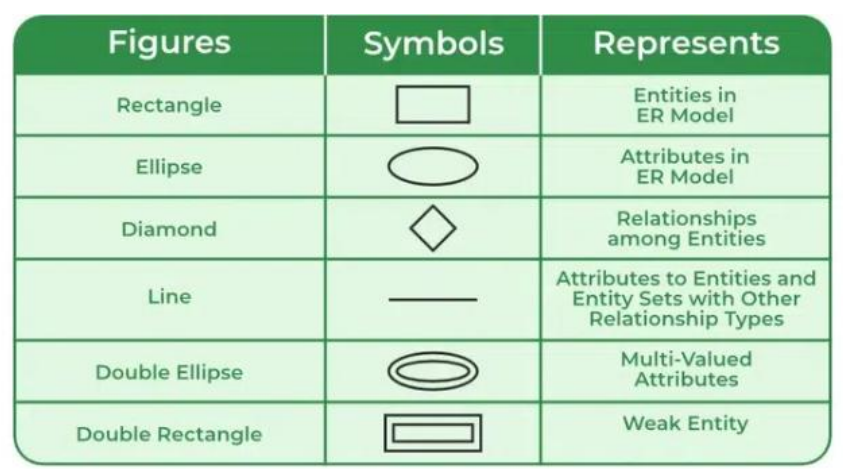 Figures Symbols Represents
Rectangle
Entities in
ER Model
Ellipse
Attributes in
ER Model
Diamond
Relationships
among Entities
Line
Attributes to Entities and
Entity Sets with Other
Relationship Types
Double Ellipse
Multi-Valued
Attributes
Double Rectangle
Weak Entity